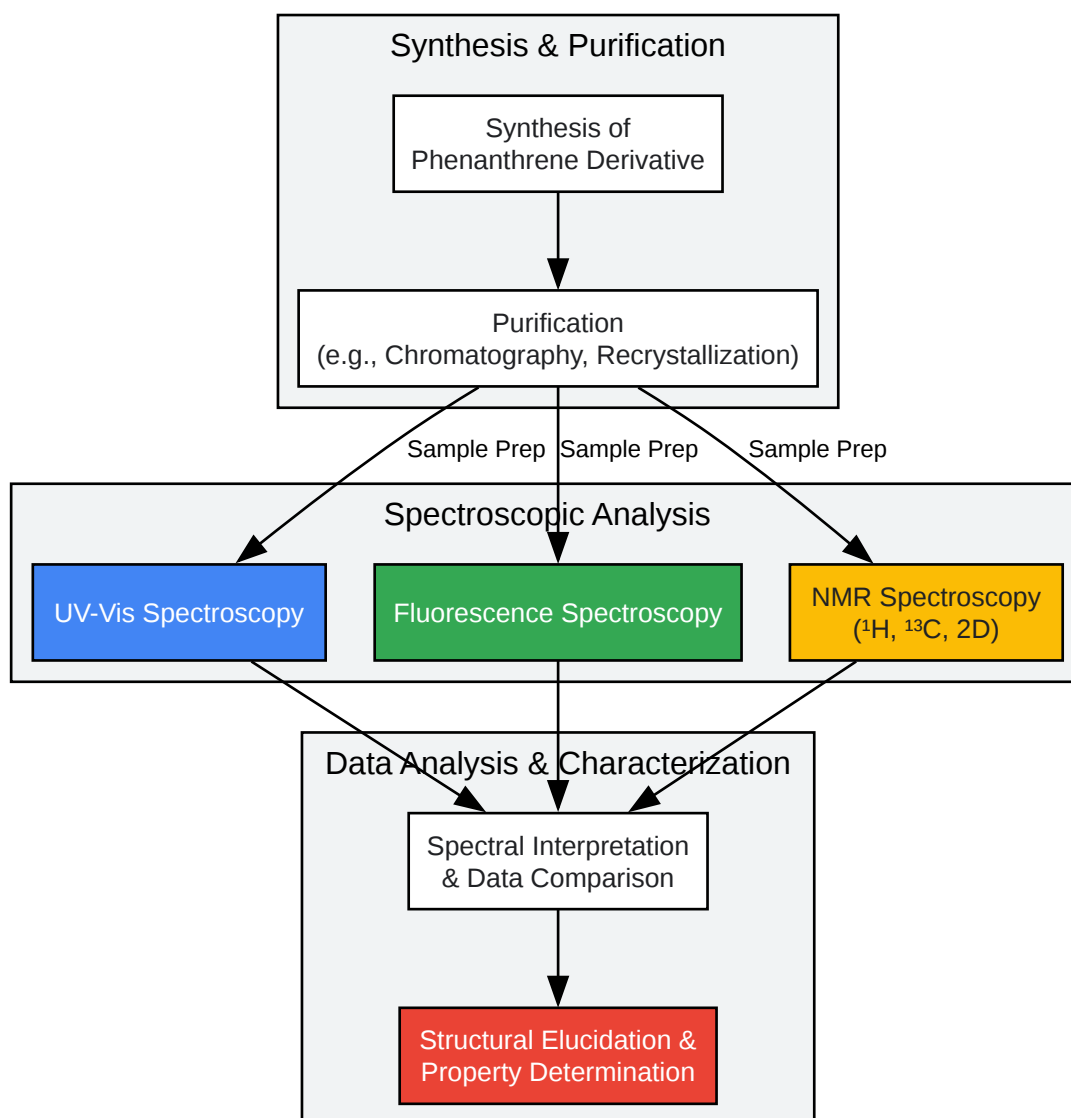 Synthesis & Purification
Synthesis of
Phenanthrene Derivative
Purification
(e.g., Chromatography, Recrystallization)
Sample Prep
Sample Prep
Sample Prep
Spectroscopic Analysis
UV-Vis Spectroscopy
Fluorescence Spectroscopy
NMR Spectroscopy
(¹H, ¹³C, 2D)
Data Analysis & Characterization
Spectral Interpretation
& Data Comparison
Structural Elucidation &
Property Determination